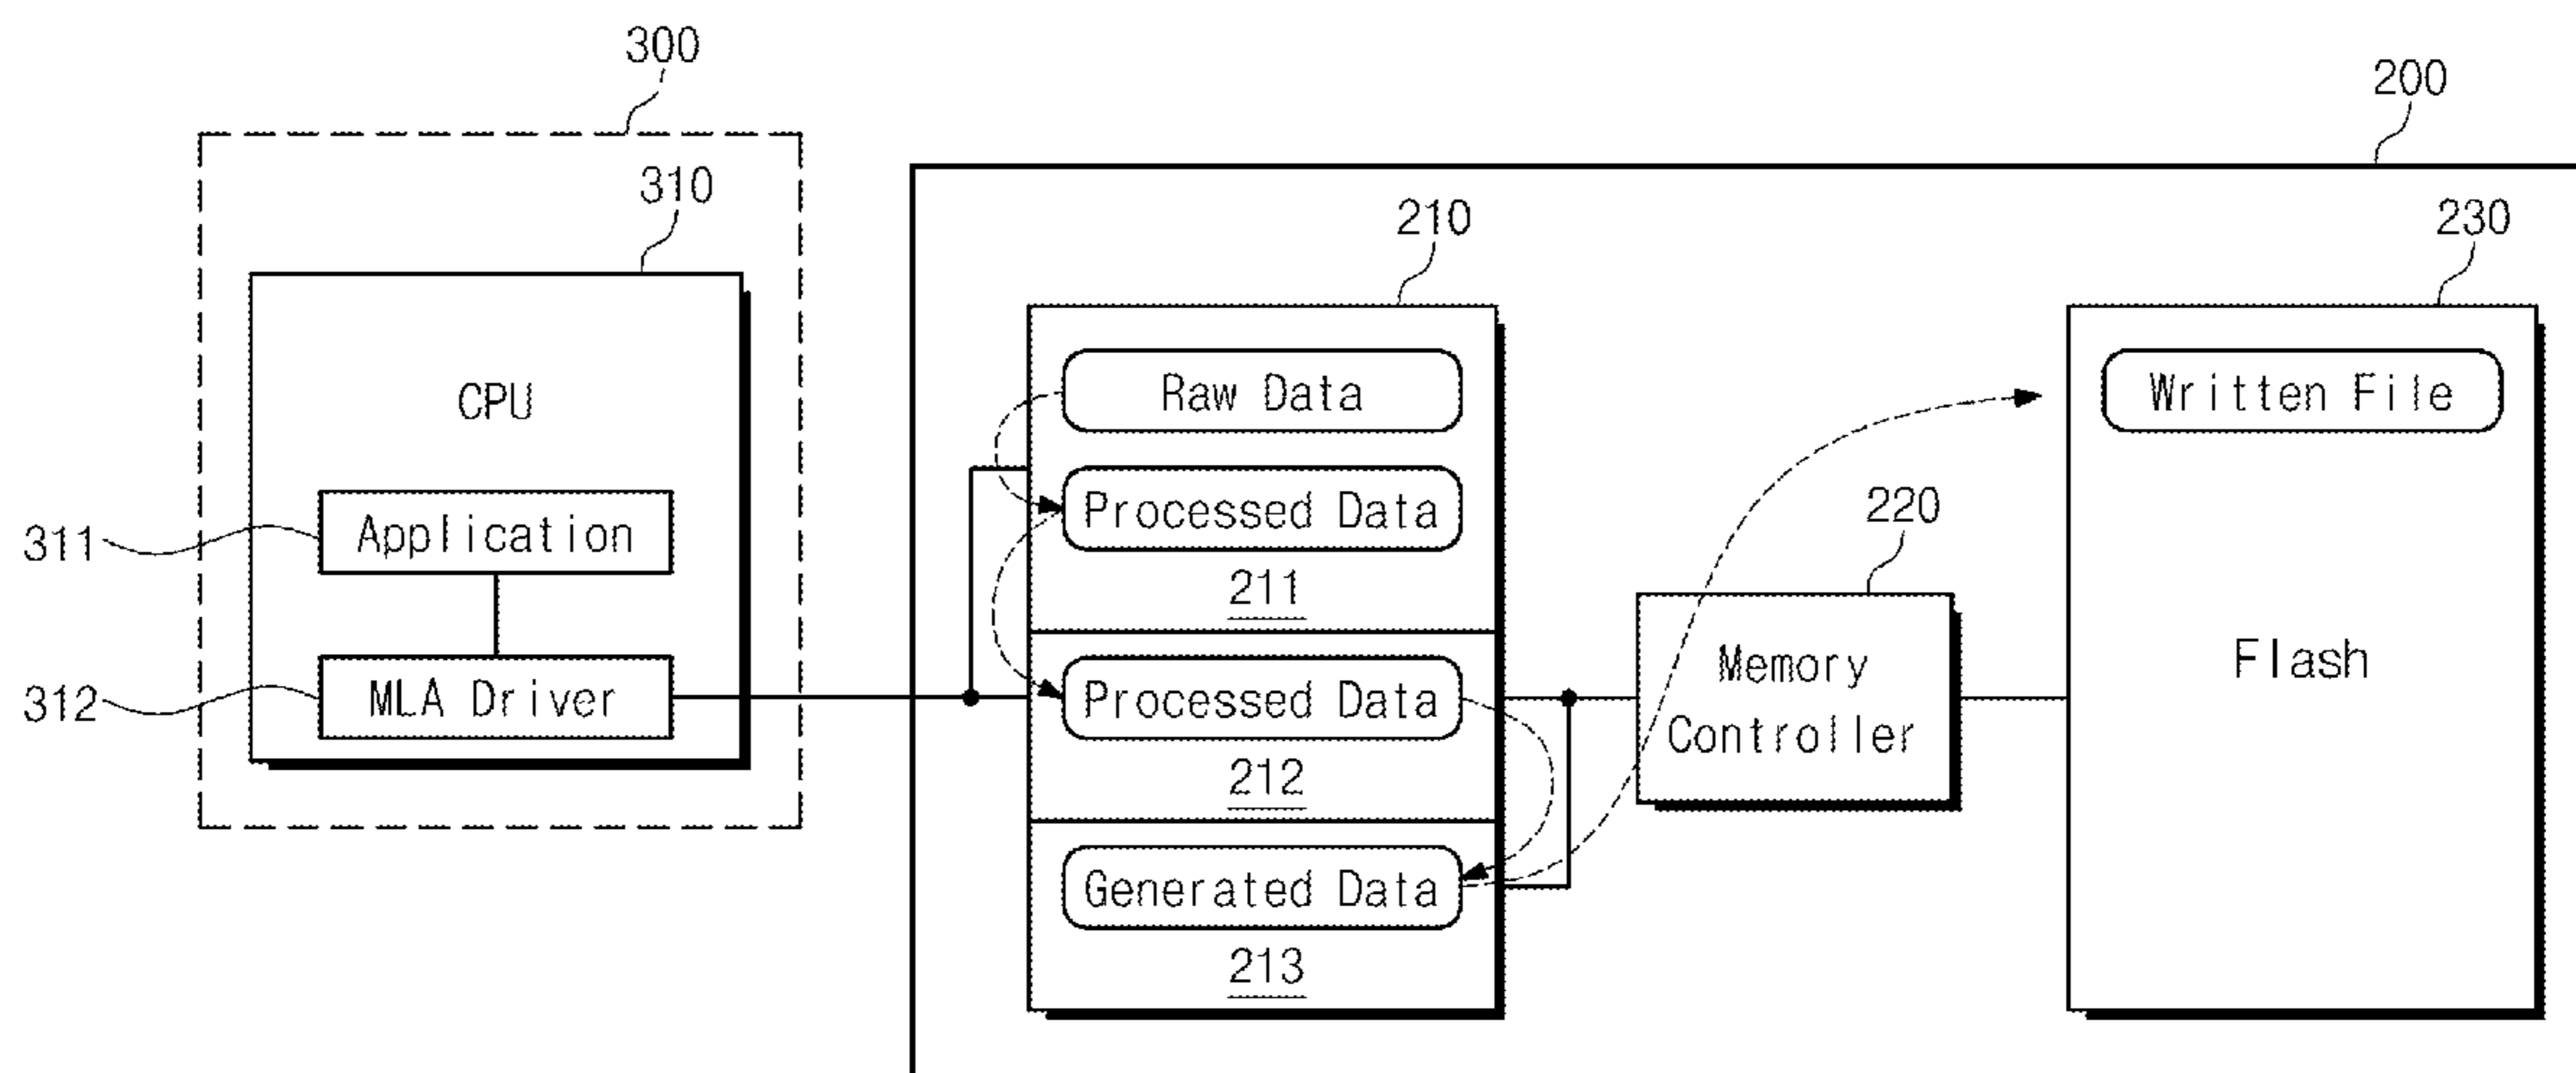 300
200
310
210
230
CPU
Raw Data
Written File
220
311
Application
Processed Data
211
Memory
Controller
Flash
312
MLA Driver
Processed Data
212
Generated Data
213